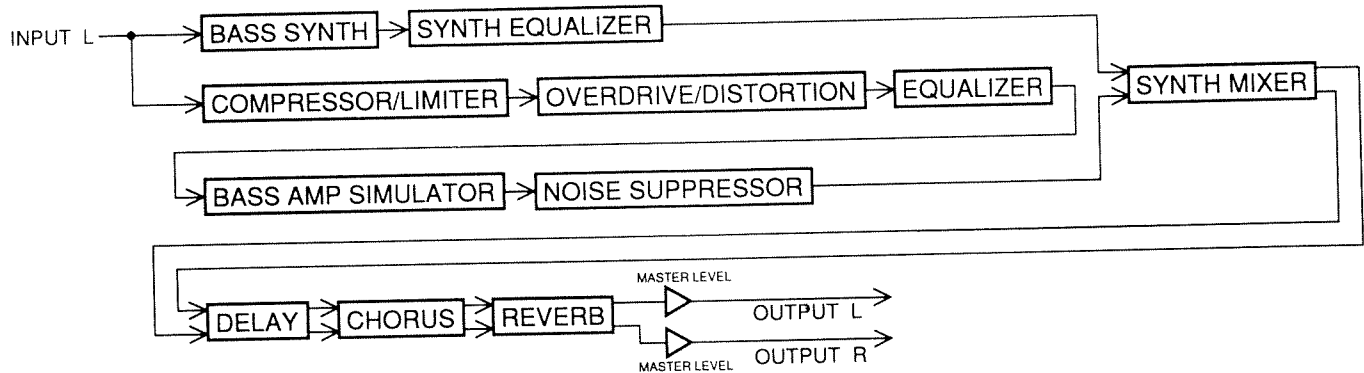 INPUT L
BASS SYNTH
SYNTH EQUALIZER
COMPRESSOR/LIMITER
OVERDRIVE/DISTORTION
EQUALIZER
SYNTH MIXER
BASS AMP SIMULATOR
NOISE SUPPRESSOR
DELAY
CHORUS
REVERB
MASTER LEVEL
OUTPUT L
MASTER LEVEL
OUTPUT R